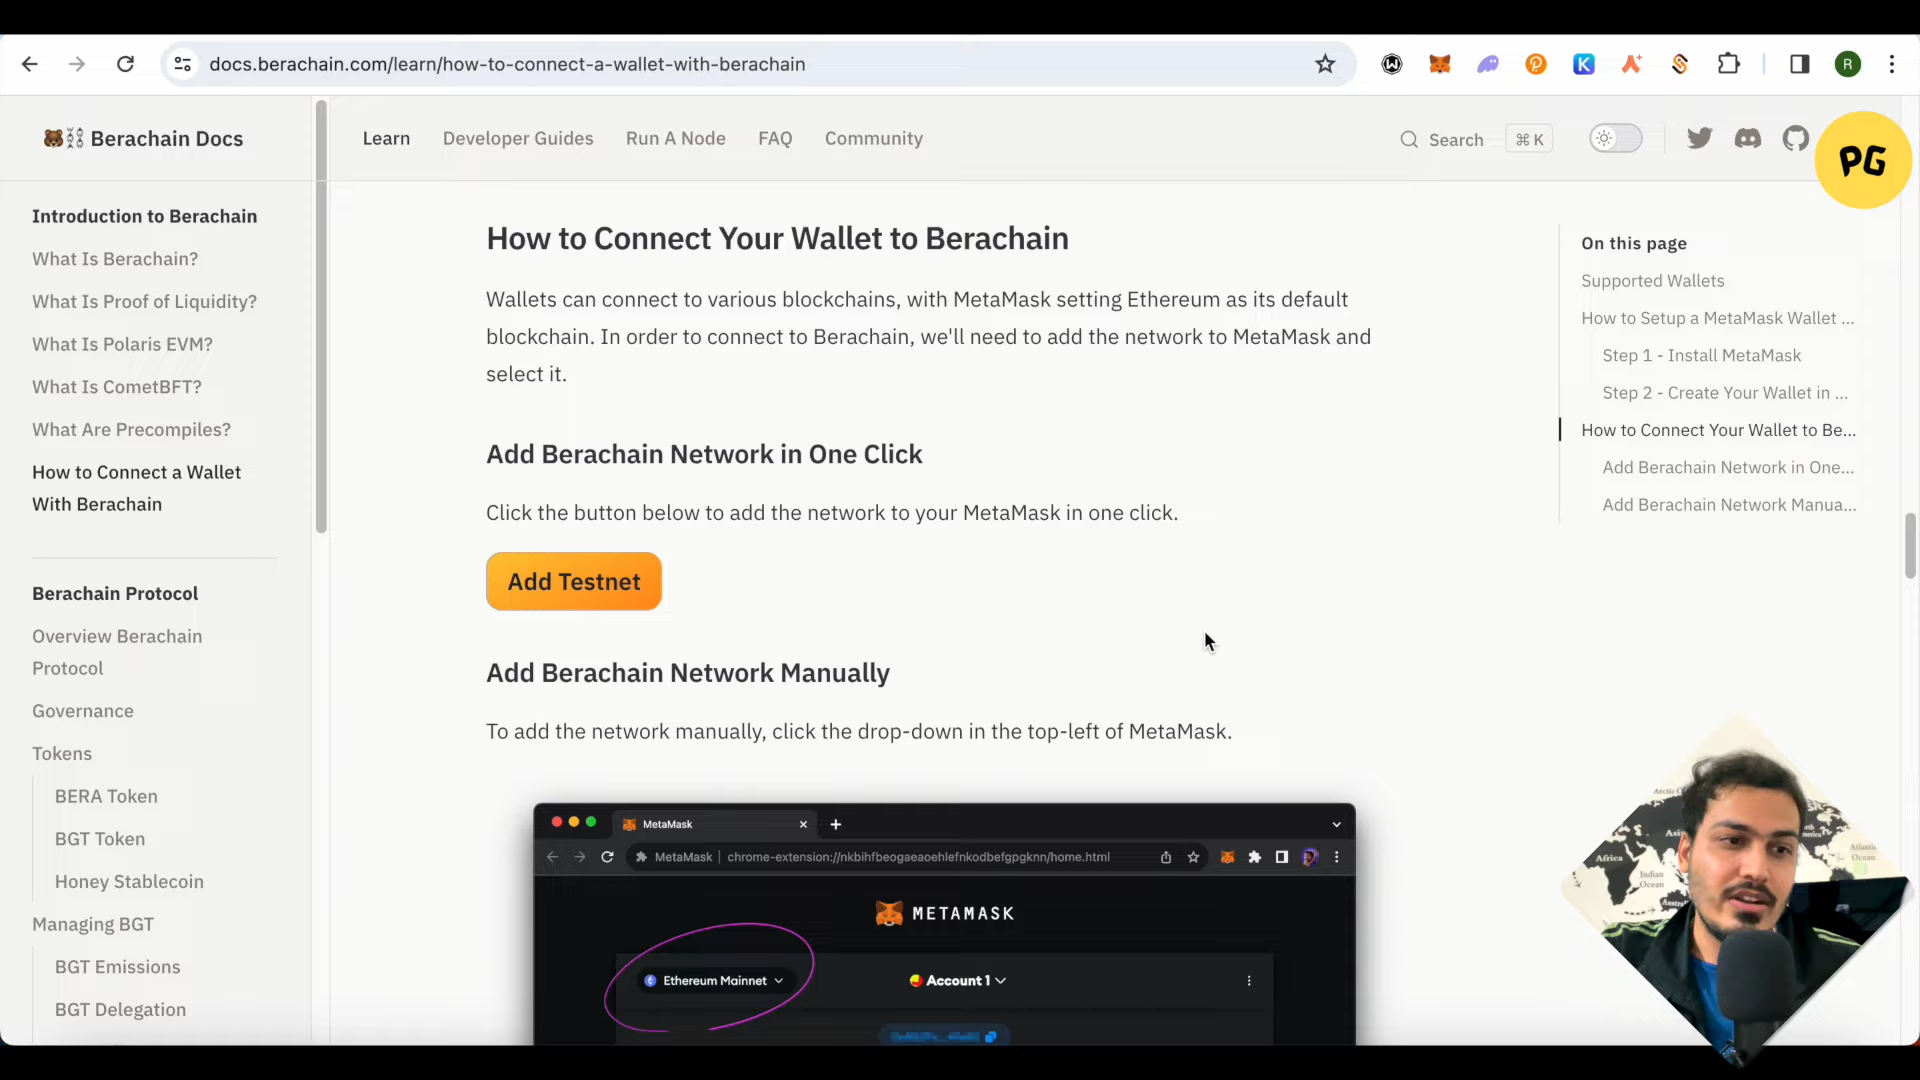 docs.berachain.com/learn/how-to-connect-a-wallet-with-berachain
R
Berachain Docs
Learn
Developer Guides
Run A Node
FAQ
Community
Search
⌘ K
PG
Introduction to Berachain
What Is Berachain?
What Is Proof of Liquidity?
What Is Polaris EVM?
What Is CometBFT?
What Are Precompiles?
How to Connect a Wallet
With Berachain
Berachain Protocol
Overview Berachain
Protocol
Governance
Tokens
BERA Token
BGT Token
Honey Stablecoin
Managing BGT
BGT Emissions
BGT Delegation
How to Connect Your Wallet to Berachain
Wallets can connect to various blockchains, with MetaMask setting Ethereum as its default
blockchain. In order to connect to Berachain, we'll need to add the network to MetaMask and
select it.
Add Berachain Network in One Click
Click the button below to add the network to your MetaMask in one click.
Add Testnet
Add Berachain Network Manually
To add the network manually, click the drop-down in the top-left of MetaMask.
MetaMask
MetaMask
chrome-extension://nkbihfbeogaeaoehlefnkodbefgpgknn/home.html
METAMASK
Ethereum Mainnet
Account 1
On this page
Supported Wallets
How to Setup a MetaMask Wallet ...
Step 1 - Install MetaMask
Step 2 - Create Your Wallet in ...
How to Connect Your Wallet to Be...
Add Berachain Network in One...
Add Berachain Network Manua...
Africa
Indian
Ocean